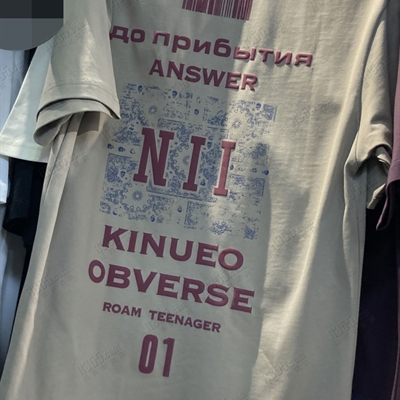 до прибытия
ANSWER
NII
KINUEO
OBVERSE
ROAM TEENAGER
01